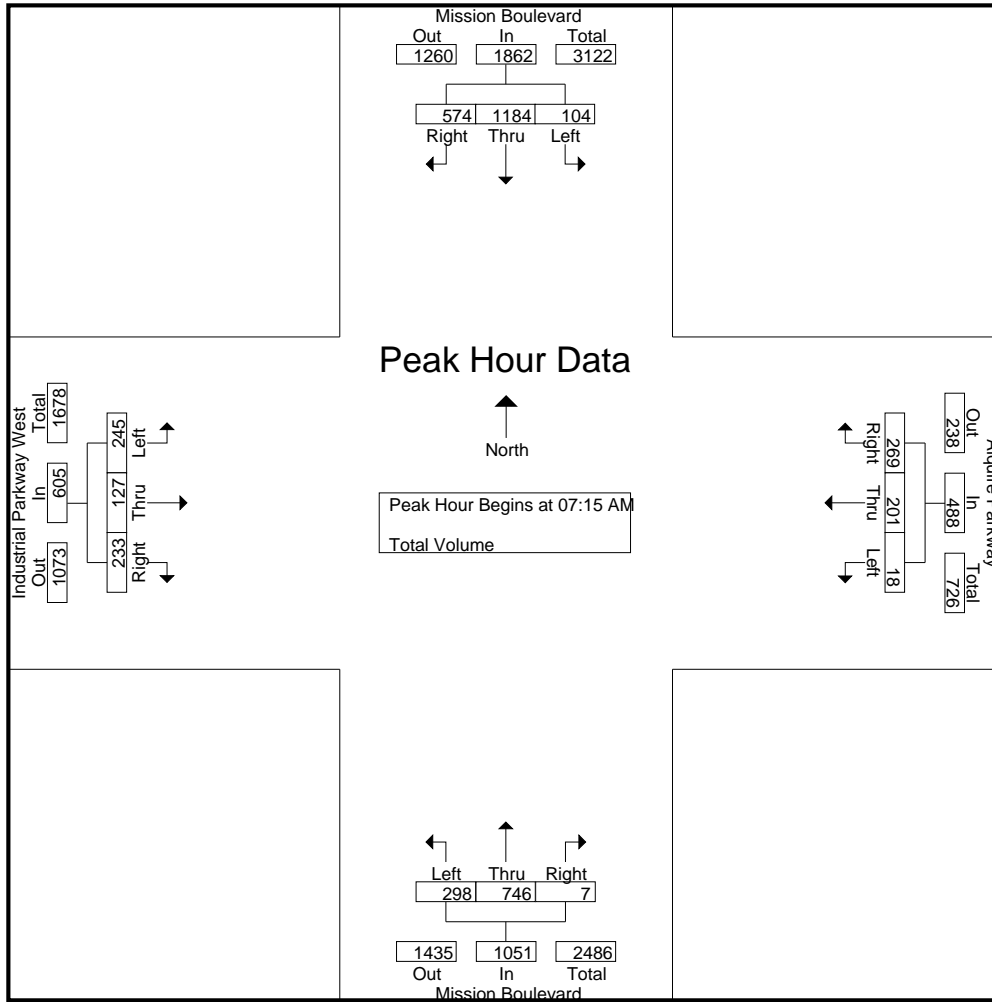 Mission Boulevard
Out In Total
1260 1862 3122
574 1184 104
Right Thru Left
Peak Hour Data
North
Peak Hour Begins at 07:15 AM
Total Volume
Industrial Parkway West
Total In Out
1678 605 1073
245 127 233
Left Thru Right
Parkway
Out In Total
238 488 726
269 201 18
Right Thru Left
Left Thru Right
298 746 7
1435 1051 2486
Out In Total
Mission Boulevard